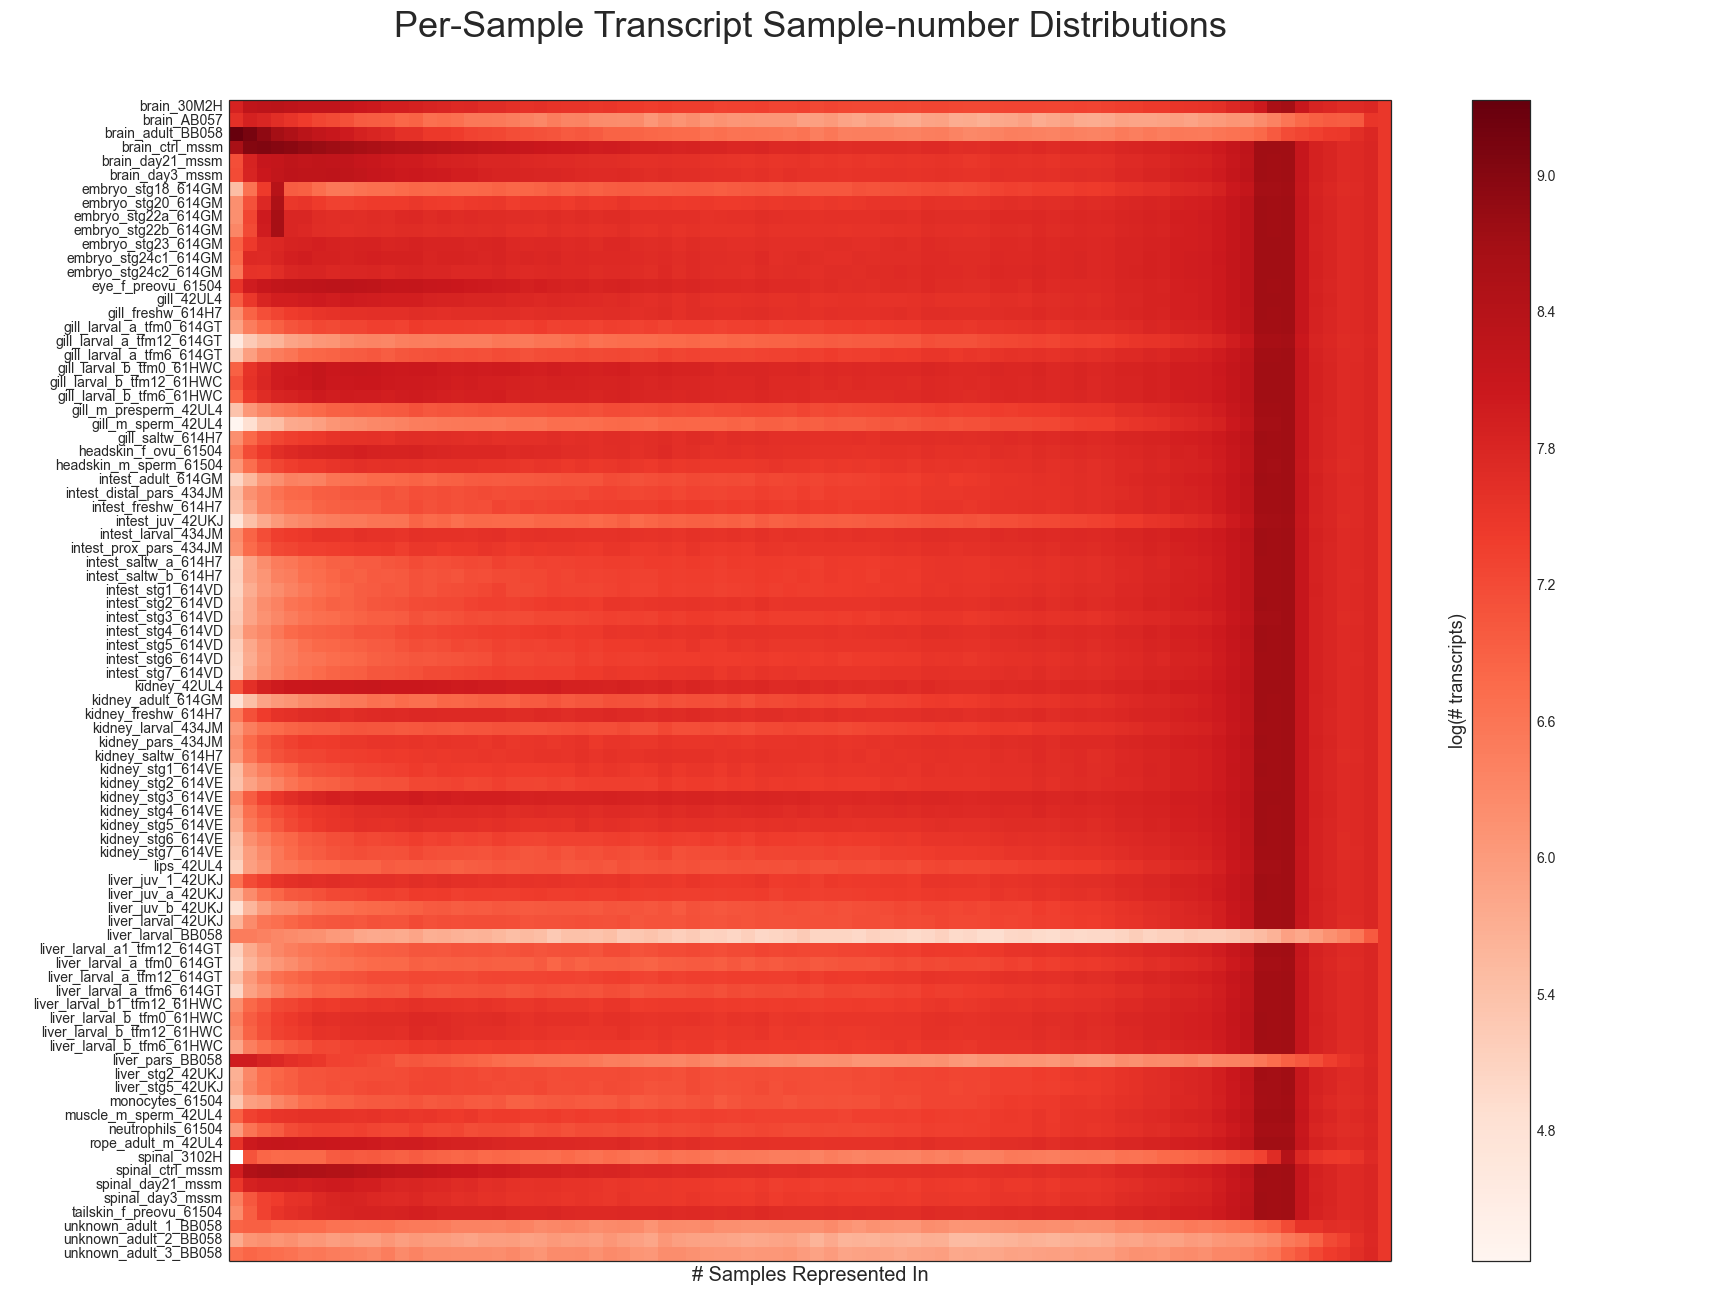 Per-Sample Transcript Sample-number Distributions
brain_30M2H
brain_AB057
brain_adult_BB058
brain_ctrl_mssm
brain_day21_mssm
brain_day3_mssm
embryo_stg18_614GM
embryo_stg20_614GM
embryo_stg22a_614GM
embryo_stg22b_614GM
embryo_stg23_614GM
embryo_stg24c1_614GM
embryo_stg24c2_614GM
eye_f_preovu_61504
gill_42UL4
gill_freshw_614H7
gill_larval_a_tfm0_614GT
gill_larval_a_tfm12_614GT
gill_larval_a_tfm6_614GT
gill_larval_b_tfm0_61HWC
gill_larval_b_tfm12_61HWC
gill_larval_b_tfm6_61HWC
gill_m_presperm_42UL4
gill_m_sperm_42UL4
gill_saltw_614H7
headskin_f_ovu_61504
headskin_m_sperm_61504
intest_adult_614GM
intest_distal_pars_434JM
intest_freshw_614H7
intest_juv_42UKJ
intest_larval_434JM
intest_prox_pars_434JM
intest_saltw_a_614H7
intest_saltw_b_614H7
intest_stg1_614VD
intest_stg2_614VD
intest_stg3_614VD
intest_stg4_614VD
intest_stg5_614VD
intest_stg6_614VD
intest_stg7_614VD
kidney_42UL4
kidney_adult_614GM
kidney_freshw_614H7
kidney_larval_434JM
kidney_pars_434JM
kidney_saltw_614H7
kidney_stg1_614VE
kidney_stg2_614VE
kidney_stg3_614VE
kidney_stg4_614VE
kidney_stg5_614VE
kidney_stg6_614VE
kidney_stg7_614VE
lips_42UL4
liver_juv_1_42UKJ
liver_juv_a_42UKJ
liver_juv_b_42UKJ
liver_larval_42UKJ
liver_larval_BB058
liver_larval_a1_tfm12_614GT
liver_larval_a_tfm0_614GT
liver_larval_a_tfm12_614GT
liver_larval_a_tfm6_614GT
liver_larval_b1_tfm12_61HWC
liver_larval_b_tfm0_61HWC
liver_larval_b_tfm12_61HWC
liver_larval_b_tfm6_61HWC
liver_pars_BB058
liver_stg2_42UKJ
liver_stg5_42UKJ
monocytes_61504
muscle_m_sperm_42UL4
neutrophils_61504
rope_adult_m_42UL4
spinal_3102H
spinal_ctrl_mssm
spinal_day21_mssm
spinal_day3_mssm
tailskin_f_preovu_61504
unknown_adult_1_BB058
unknown_adult_2_BB058
unknown_adult_3_BB058
# Samples Represented In
log(# transcripts)
9.0
8.4
7.8
7.2
6.6
6.0
5.4
4.8